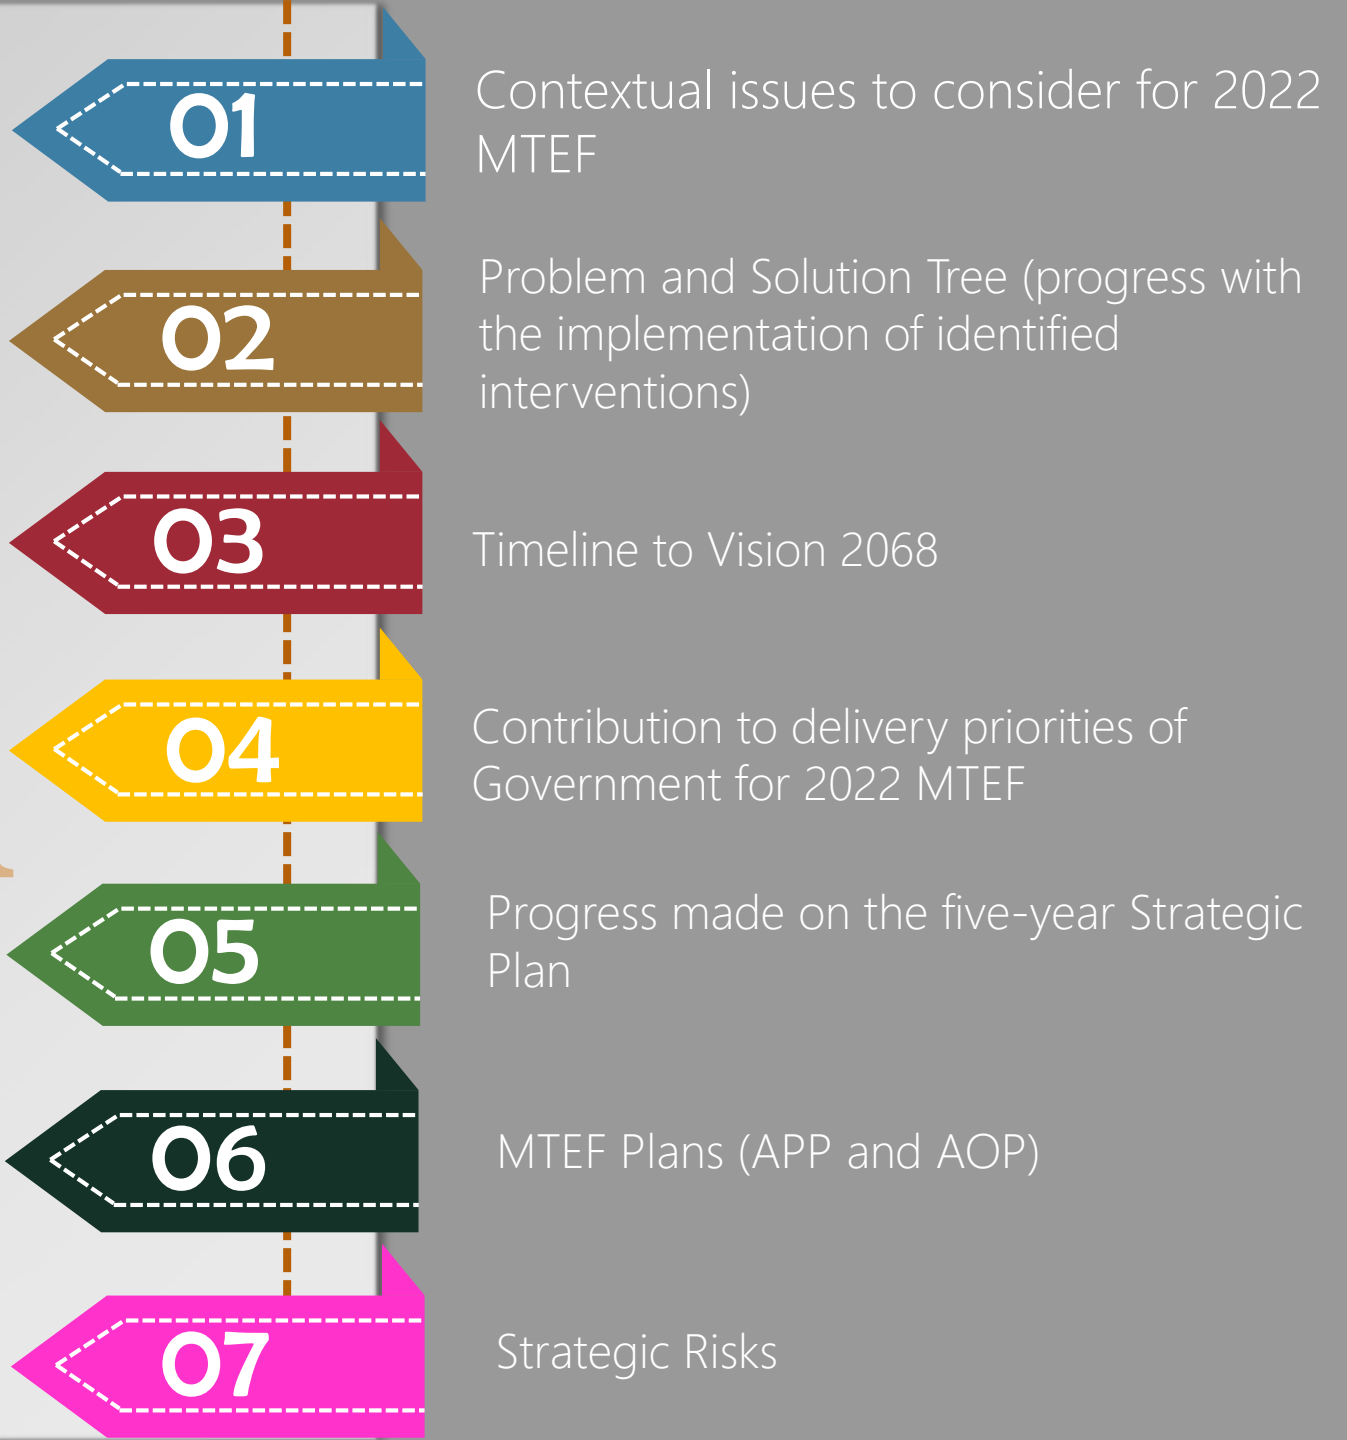 01
Contextual issues to consider for 2022
MTEF
02
Problem and Solution Tree (progress with
the implementation of identified
interventions)
03
Timeline to Vision 2068
04
Contribution to delivery priorities of
Government for 2022 MTEF
05
Progress made on the five-year Strategic
Plan
06
MTEF Plans (APP and AOP)
07
Strategic Risks